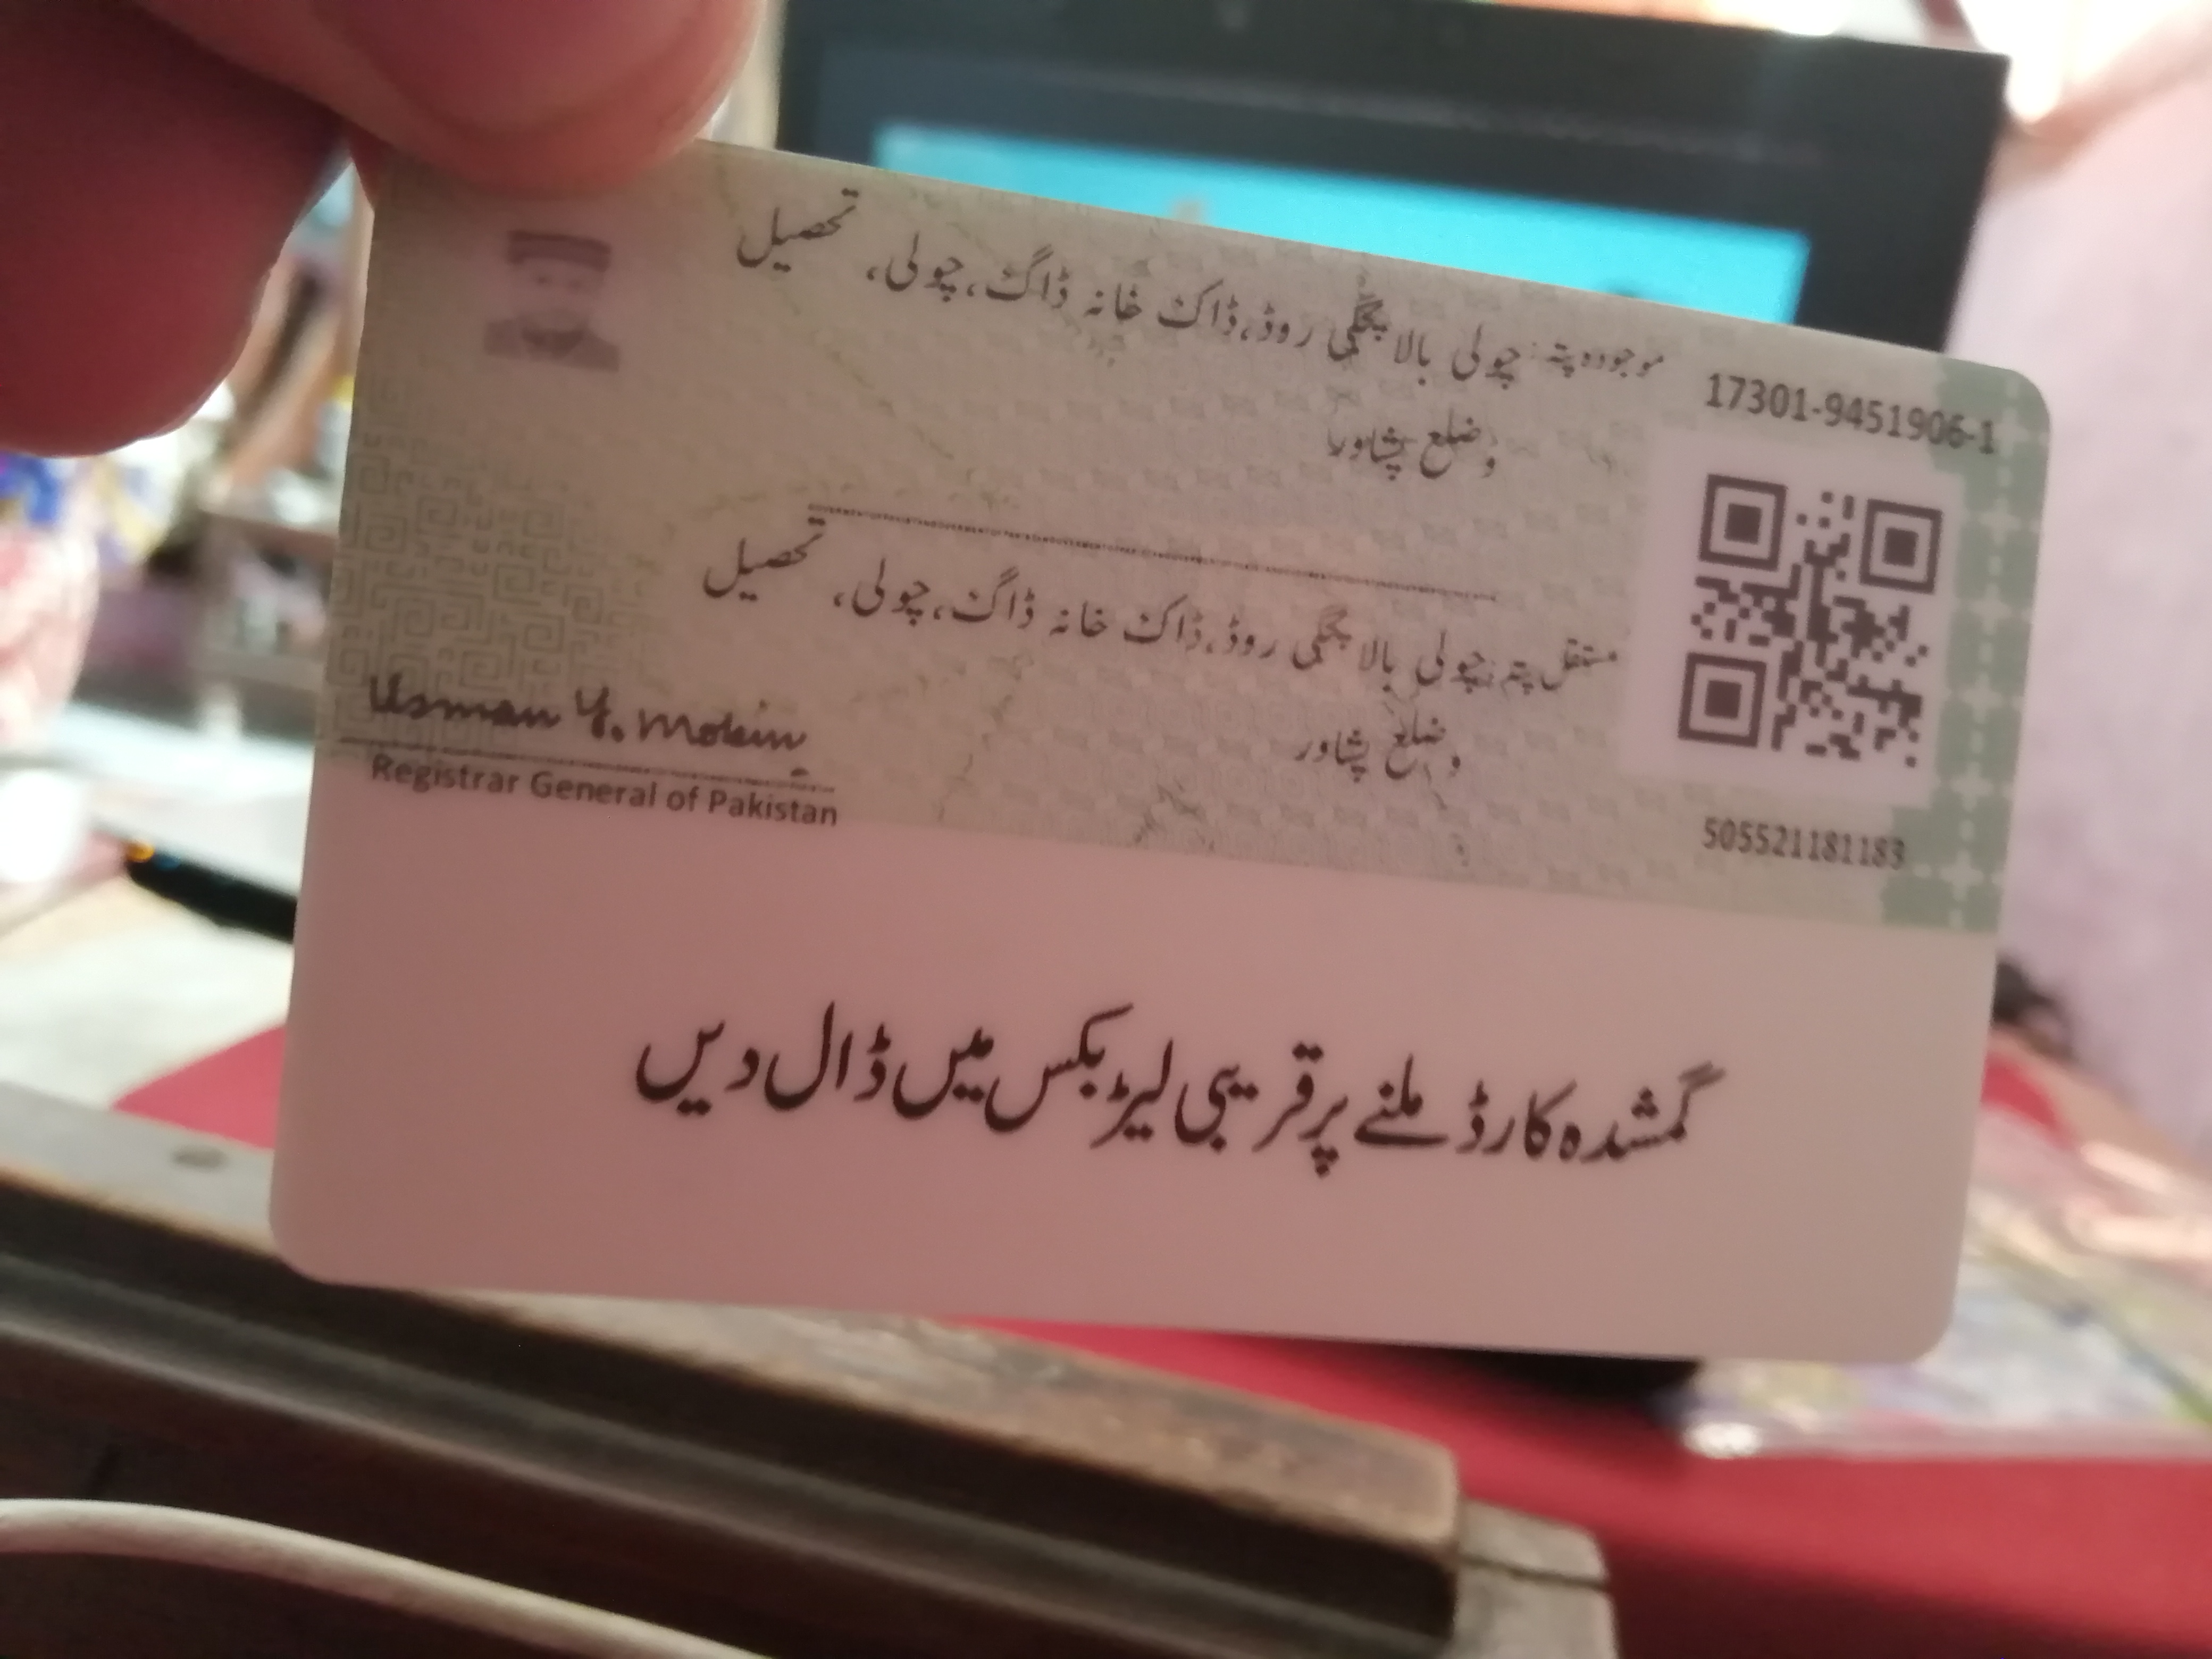 17301-9451906-1
موجودہ پتہ: چولی بالا پجگی روڈ، ڈاک خانہ ڈاگ، چولی، تحصیل
و ضلع پشاور
مستقل پتہ: چولی بالا پجگی روڈ، ڈاک خانہ ڈاگ، چولی، تحصیل
و ضلع پشاور
505521181183
Usman Y. Mobin
Registrar General of Pakistan
گمشدہ کارڈ ملنے پر قریبی لیٹر بکس میں ڈال دیں